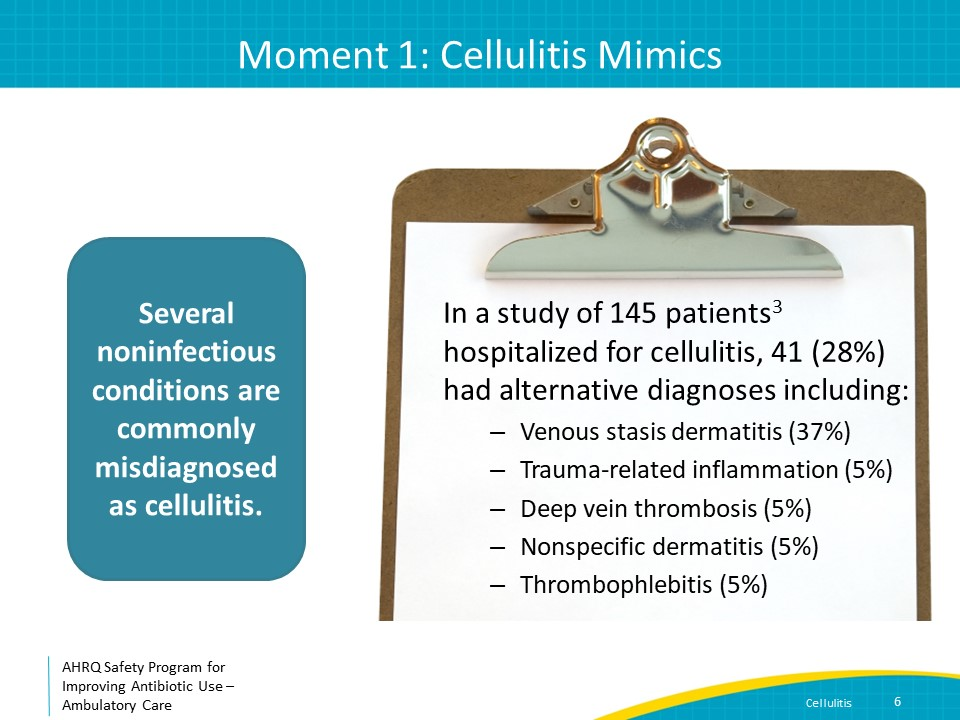 Moment 1: Cellulitis Mimics
Several
noninfectious
conditions are
commonly
misdiagnosed
as cellulitis.
In a study of 145 patients³
hospitalized for cellulitis, 41 (28%)
had alternative diagnoses including:
– Venous stasis dermatitis (37%)
– Trauma-related inflammation (5%)
– Deep vein thrombosis (5%)
– Nonspecific dermatitis (5%)
– Thrombophlebitis (5%)
AHRQ Safety Program for
Improving Antibiotic Use –
Ambulatory Care
Cellulitis 6